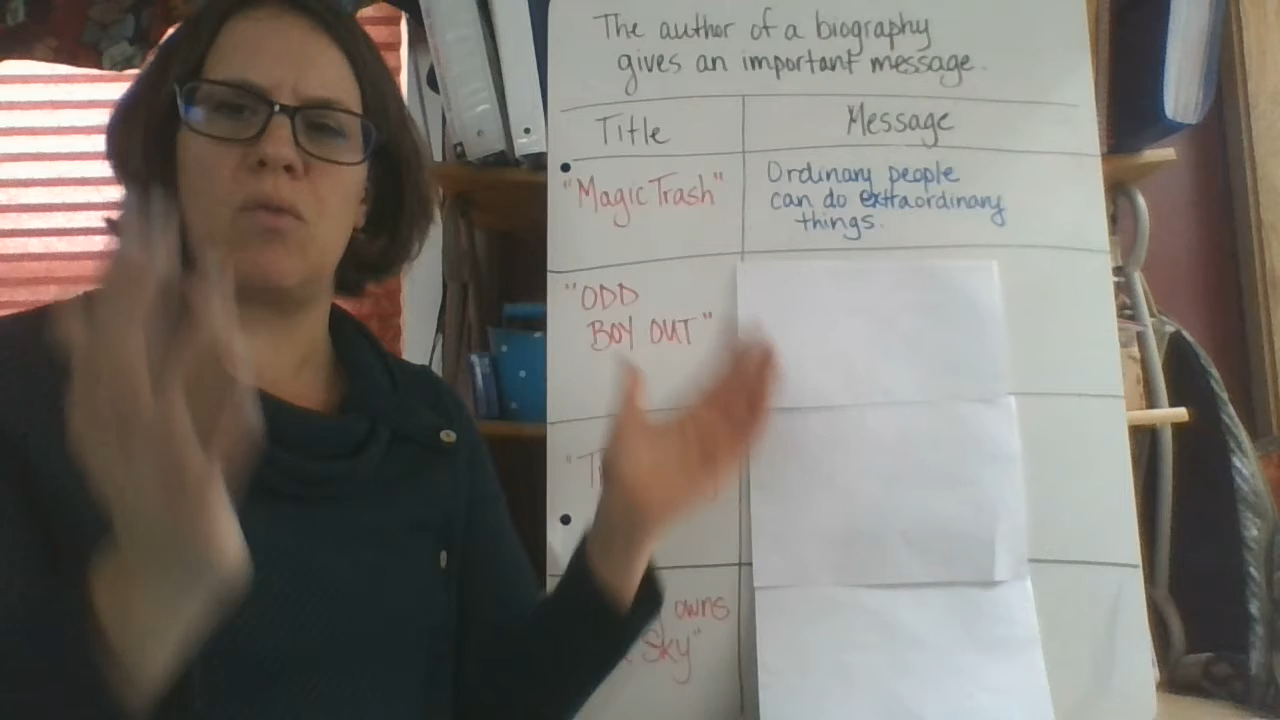 The author of a biography
gives an important message.
Title
Message
"Magic Trash"
Ordinary people
can do extraordinary
things.
"ODD
BOY OUT"
owns
Sky"